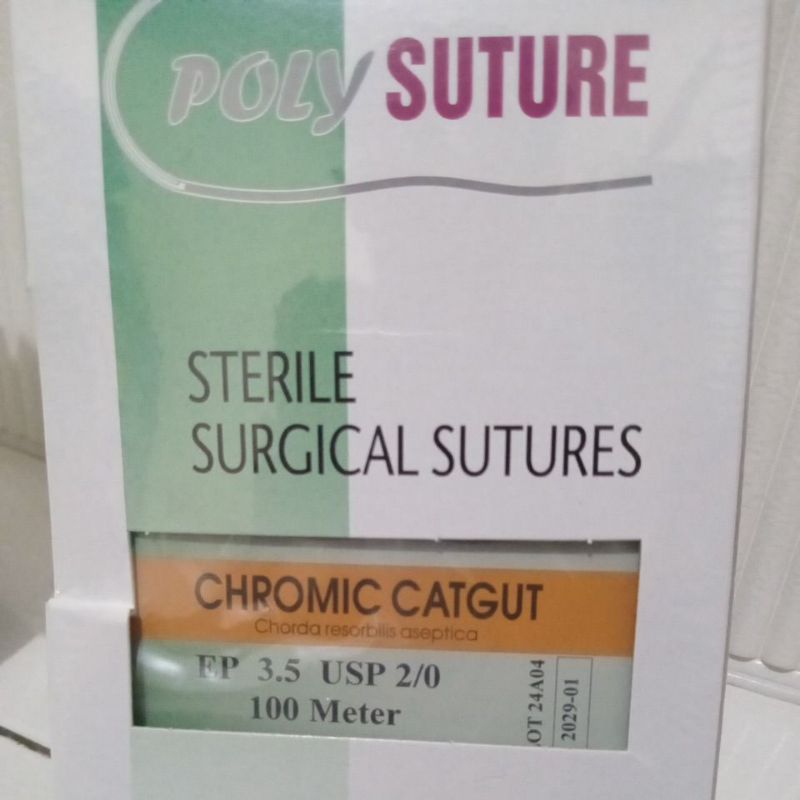 POLY SUTURE
STERILE
SURGICAL SUTURES
CHROMIC CATGUT
Chorda resorbilis aseptica
EP 3.5 USP 2/0
100 Meter
24A04
2029-01